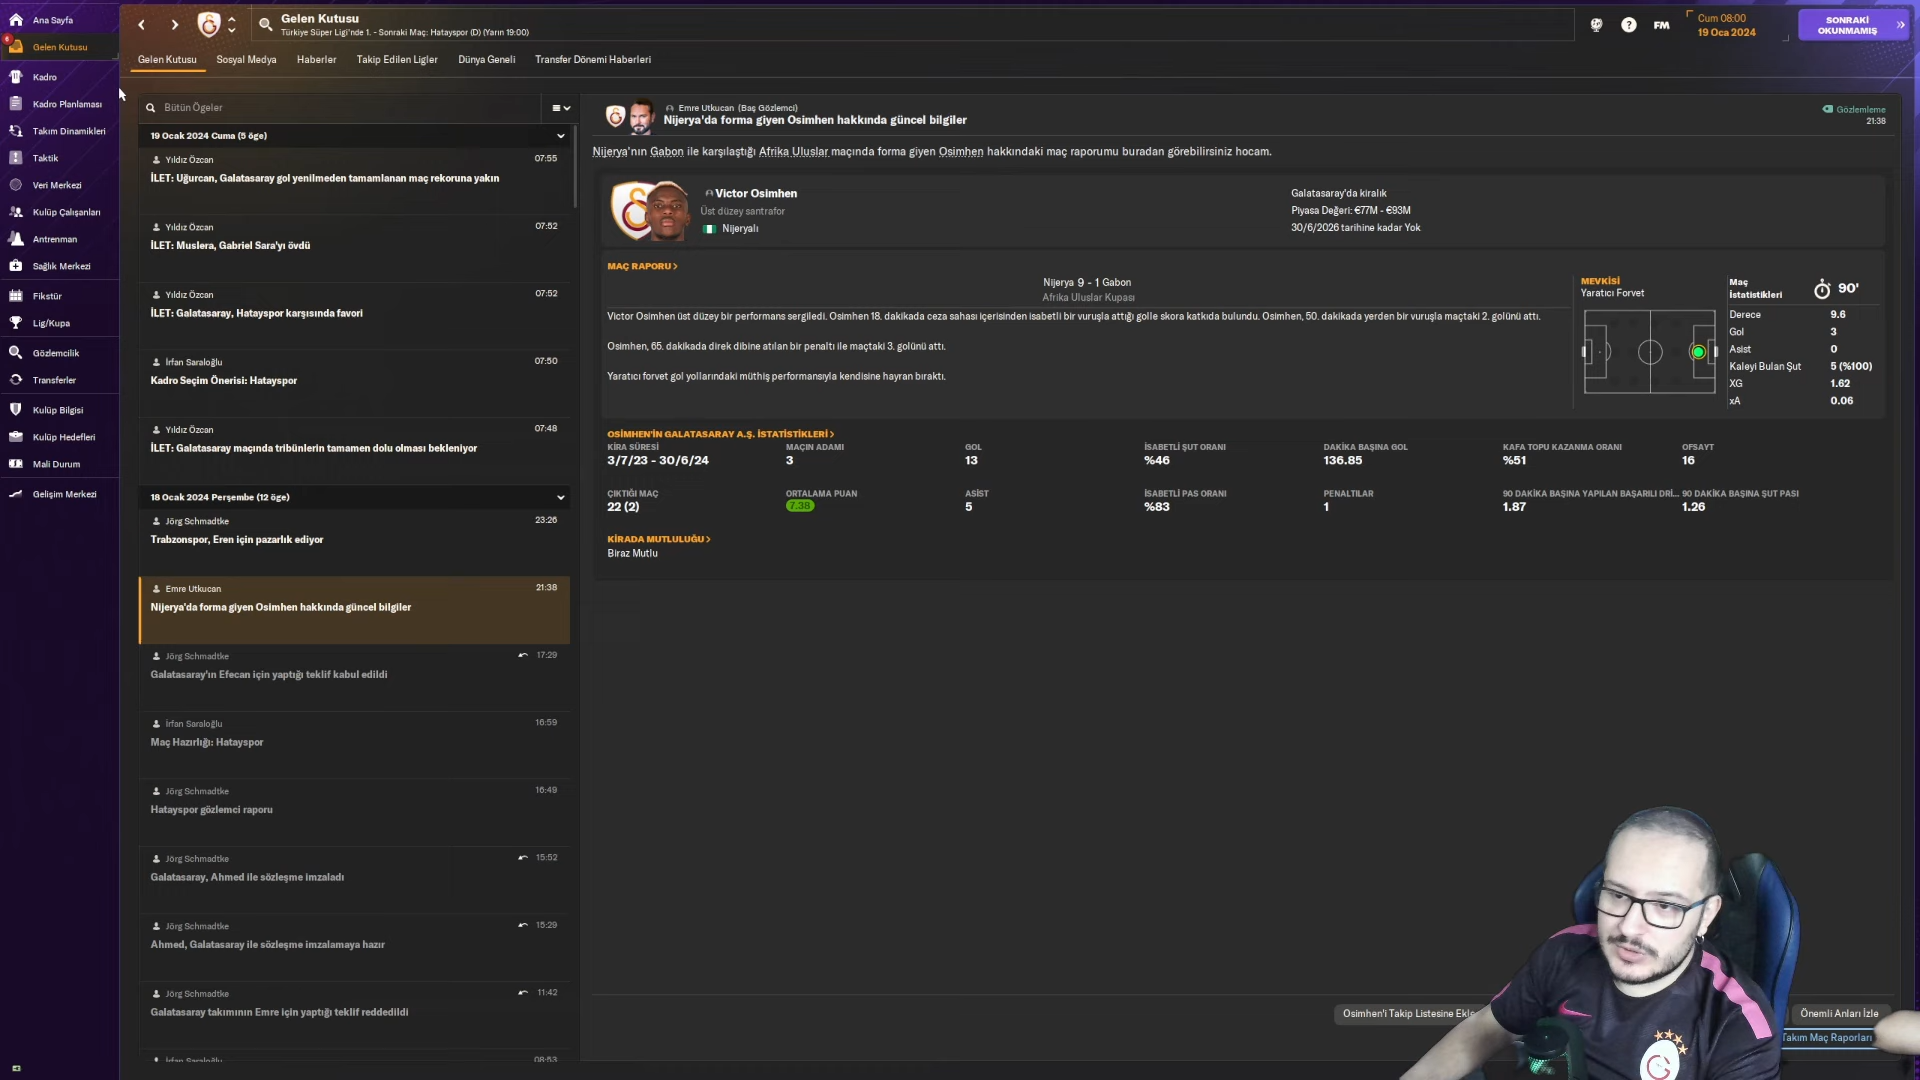 Ana Sayfa
6
Gelen Kutusu
Kadro
Kadro Planlaması
Takım Dinamikleri
Taktik
Veri Merkezi
Kulüp Çalışanları
Antrenman
Sağlık Merkezi
Fikstür
Lig/Kupa
Gözlemcilik
Transferler
Kulüp Bilgisi
Kulüp Hedefleri
Mali Durum
Gelişim Merkezi
Gelen Kutusu
Türkiye Süper Ligi'nde 1. - Sonraki Maç: Hatayspor (D) (Yarın 19:00)
FM
Cum 08:00
19 Oca 2024
SONRAKİ
OKUNMAMIŞ
Gelen Kutusu
Sosyal Medya
Haberler
Takip Edilen Ligler
Dünya Geneli
Transfer Dönemi Haberleri
Bütün Ögeler
19 Ocak 2024 Cuma (5 öge)
Yıldız Özcan 07:55
İLET: Uğurcan, Galatasaray gol yenilmeden tamamlanan maç rekoruna yakın
Yıldız Özcan 07:52
İLET: Muslera, Gabriel Sara'yı övdü
Yıldız Özcan 07:52
İLET: Galatasaray, Hatayspor karşısında favori
İrfan Saraloğlu 07:50
Kadro Seçim Önerisi: Hatayspor
Yıldız Özcan 07:48
İLET: Galatasaray maçında tribünlerin tamamen dolu olması bekleniyor
18 Ocak 2024 Perşembe (12 öge)
Jörg Schmadtke 23:26
Trabzonspor, Eren için pazarlık ediyor
Emre Utkucan 21:38
Nijerya'da forma giyen Osimhen hakkında güncel bilgiler
Jörg Schmadtke 17:29
Galatasaray'ın Efecan için yaptığı teklif kabul edildi
İrfan Saraloğlu 16:59
Maç Hazırlığı: Hatayspor
Jörg Schmadtke 16:49
Hatayspor gözlemci raporu
Jörg Schmadtke 15:52
Galatasaray, Ahmed ile sözleşme imzaladı
Jörg Schmadtke 15:29
Ahmed, Galatasaray ile sözleşme imzalamaya hazır
Jörg Schmadtke 11:42
Galatasaray takımının Emre için yaptığı teklif reddedildi
İrfan Saraloğlu 08:53
Emre Utkucan (Baş Gözlemci)
Nijerya'da forma giyen Osimhen hakkında güncel bilgiler
Gözlemleme
21:38
Nijerya'nın Gabon ile karşılaştığı Afrika Uluslar maçında forma giyen Osimhen hakkındaki maç raporumu buradan görebilirsiniz hocam.
Victor Osimhen
Üst düzey santrafor
Nijeryalı
Galatasaray'da kiralık
Piyasa Değeri: €77M - €93M
30/6/2026 tarihine kadar Yok
MAÇ RAPORU >
Nijerya 9 - 1 Gabon
Afrika Uluslar Kupası
Victor Osimhen üst düzey bir performans sergiledi. Osimhen 18. dakikada ceza sahası içerisinden isabetli bir vuruşla attığı golle skora katkıda bulundu. Osimhen, 50. dakikada yerden bir vuruşla maçtaki 2. golünü attı.
Osimhen, 65. dakikada direk dibine atılan bir penaltı ile maçtaki 3. golünü attı.
Yaratıcı forvet gol yollarındaki müthiş performansıyla kendisine hayran bıraktı.
MEVKİSİ
Yaratıcı Forvet
Maç
İstatistikleri
90'
Derece 9.6
Gol 3
Asist 0
Kaleyi Bulan Şut 5 (%100)
XG 1.62
xA 0.06
OSİMHEN'İN GALATASARAY A.Ş. İSTATİSTİKLERİ >
KİRA SÜRESİ MAÇIN ADAMI GOL İSABETLİ ŞUT ORANI DAKİKA BAŞINA GOL KAFA TOPU KAZANMA ORANI OFSAYT
3/7/23 - 30/6/24 3 13 %46 136.85 %51 16
ÇIKTIĞI MAÇ ORTALAMA PUAN ASİST İSABETLİ PAS ORANI PENALTILAR 90 DAKİKA BAŞINA YAPILAN BAŞARILI DRİ... 90 DAKİKA BAŞINA ŞUT PASI
22 (2) 7.38 5 %83 1 1.87 1.26
KİRADA MUTLULUĞU >
Biraz Mutlu
Osimhen'i Takip Listesine Ekle
Önemli Anları İzle
Takım Maç Raporları